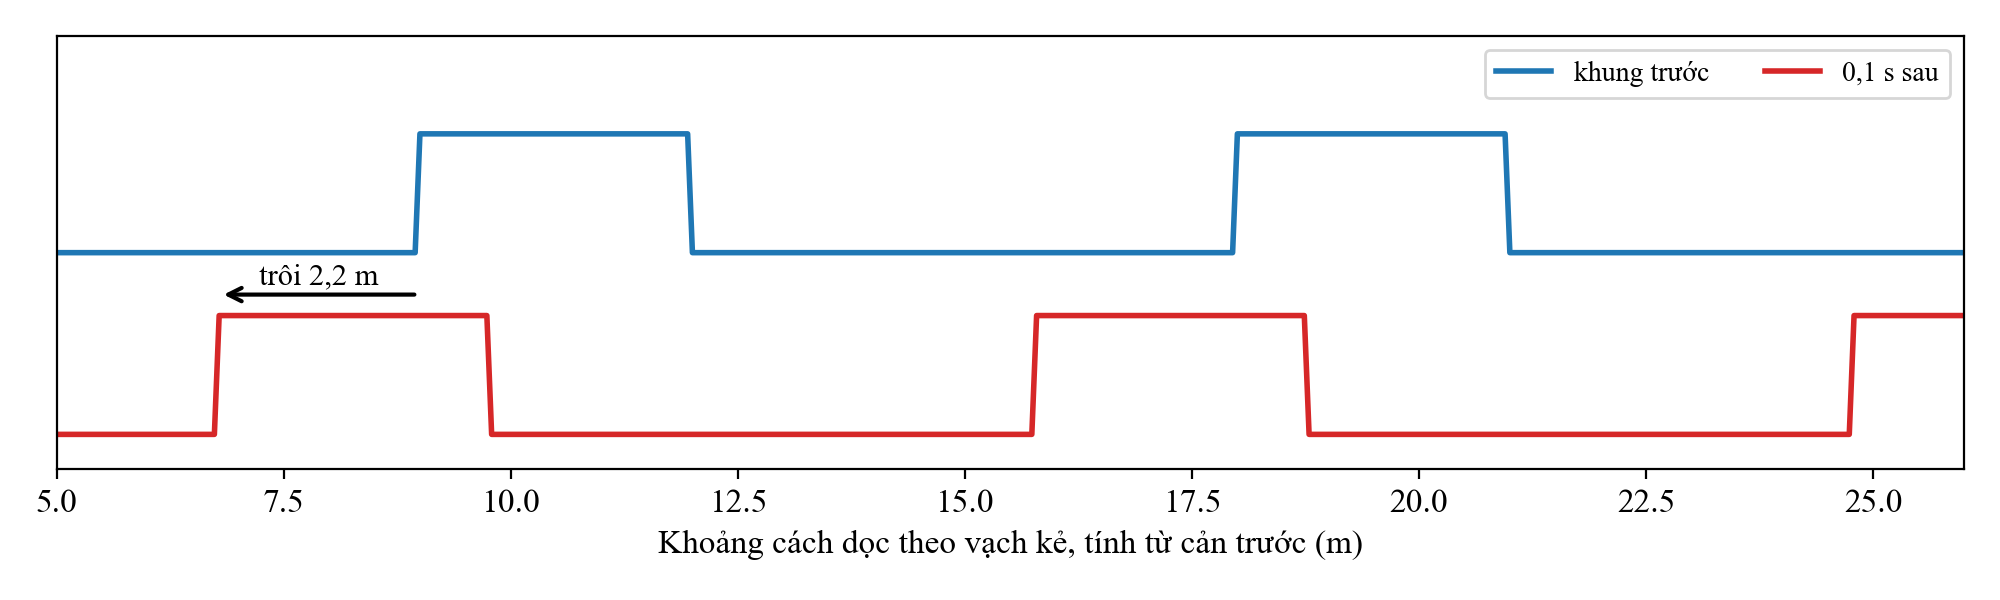 khung trước
0,1 s sau
trôi 2,2 m
5.0
7.5
10.0
12.5
15.0
17.5
20.0
22.5
25.0
Khoảng cách dọc theo vạch kẻ, tính từ cản trước (m)